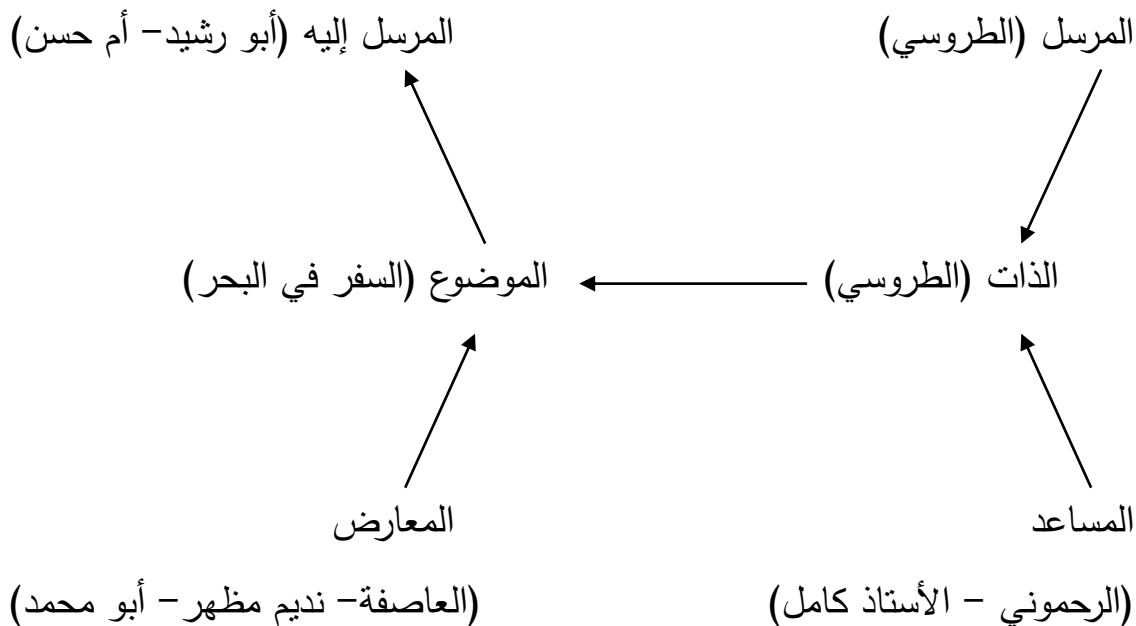 المرسل (الطروسي)
المرسل إليه (أبو رشيد– أم حسن)
الذات (الطروسي)
الموضوع (السفر في البحر)
المساعد
المعارض
(الرحموني – الأستاذ كامل)
(العاصفة– نديم مظهر– أبو محمد)